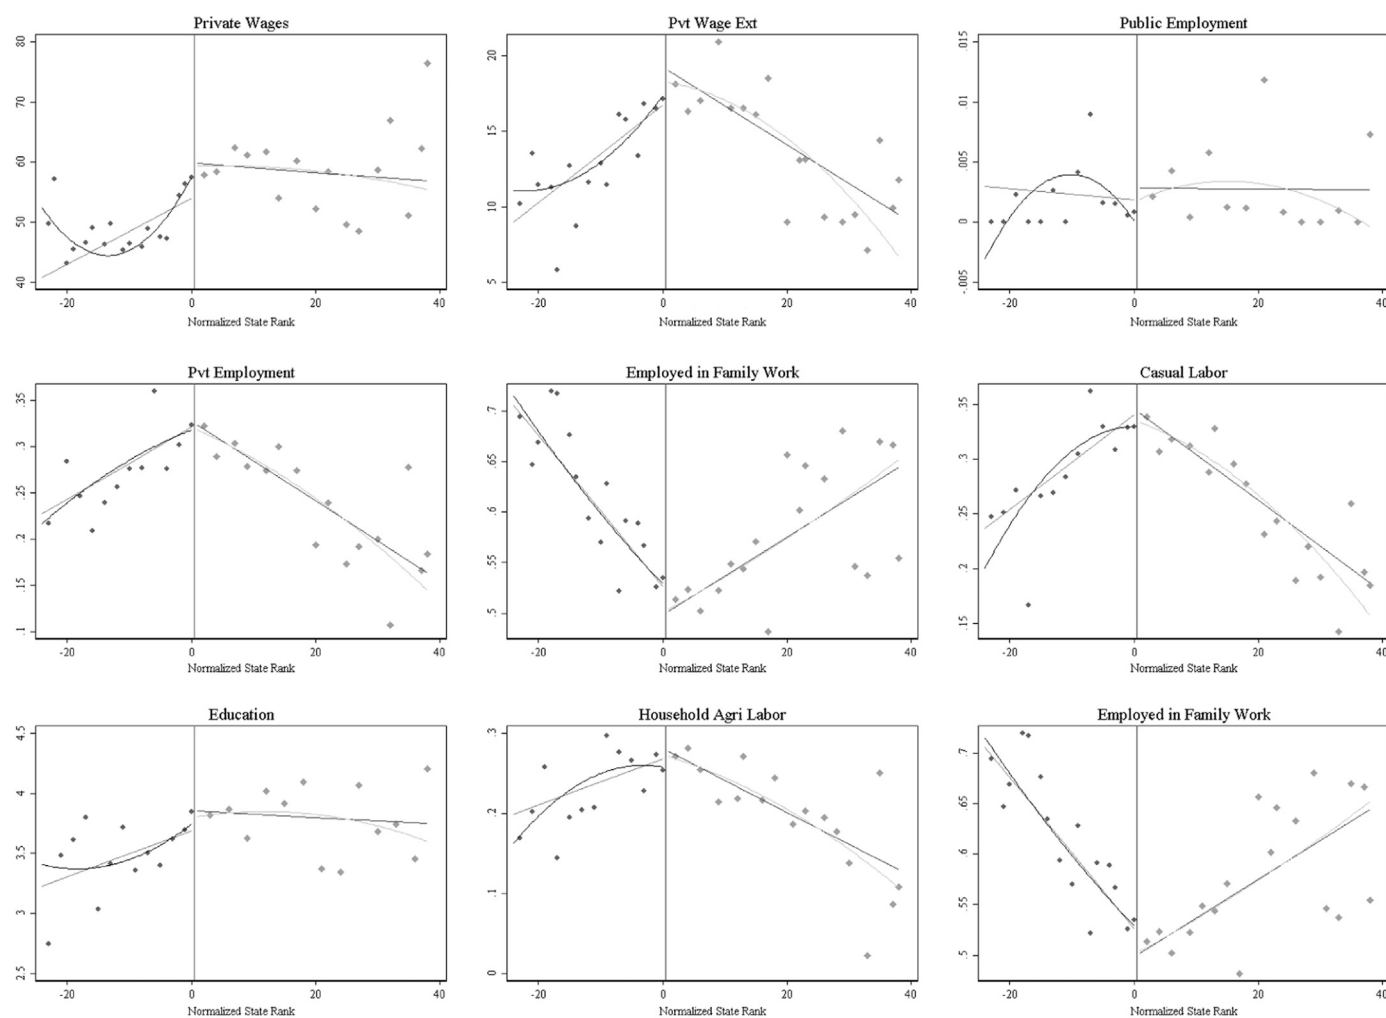 Private Wages
80
70
60
50
40
-20 0 20 40
Normalized State Rank
Pvt Wage Ext
20
15
10
5
-20 0 20 40
Normalized State Rank
Public Employment
.015
.01
.005
0
-.005
-20 0 20 40
Normalized State Rank
Pvt Employment
.35
.3
.25
.2
.15
.1
-20 0 20 40
Normalized State Rank
Employed in Family Work
.7
.65
.6
.55
.5
-20 0 20 40
Normalized State Rank
Casual Labor
.35
.3
.25
.2
.15
-20 0 20 40
Normalized State Rank
Education
4.5
4
3.5
3
2.5
-20 0 20 40
Normalized State Rank
Household Agri Labor
.3
.2
.1
0
-20 0 20 40
Normalized State Rank
Employed in Family Work
.7
.65
.6
.55
.5
-20 0 20 40
Normalized State Rank